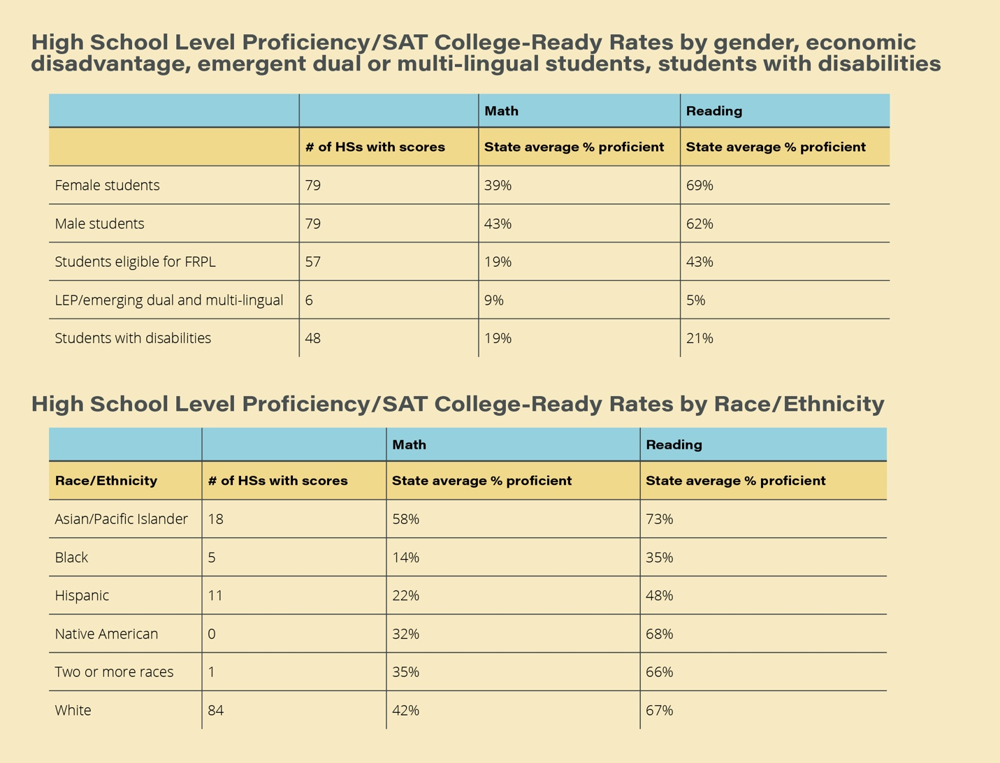 High School Level Proficiency/SAT College-Ready Rates by gender, economic
disadvantage, emergent dual or multi-lingual students, students with disabilities
Math Reading
# of HSs with scores State average % proficient State average % proficient
Female students 79 39% 69%
Male students 79 43% 62%
Students eligible for FRPL 57 19% 43%
LEP/emerging dual and multi-lingual 6 9% 5%
Students with disabilities 48 19% 21%
High School Level Proficiency/SAT College-Ready Rates by Race/Ethnicity
Math Reading
Race/Ethnicity # of HSs with scores State average % proficient State average % proficient
Asian/Pacific Islander 18 58% 73%
Black 5 14% 35%
Hispanic 11 22% 48%
Native American 0 32% 68%
Two or more races 1 35% 66%
White 84 42% 67%